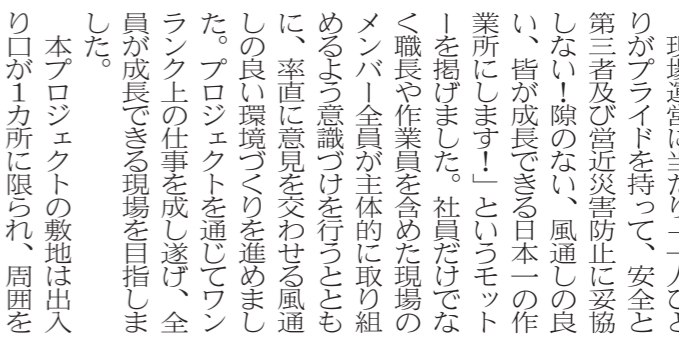 現場運営に当たり一人ひと
りがプライドを持って、安全と
第三者及び営近災害防止に妥協
しない！隙のない、風通しの良
い、皆が成長できる日本一の作
業所にします！」というモット
ーを掲げました。社員だけでな
く職長や作業員を含めた現場の
メンバー全員が主体的に取り組
めるよう意識づけを行うととも
に、率直に意見を交わせる風通
しの良い環境づくりを進めまし
た。プロジェクトを通じてワン
ランク上の仕事を成し遂げ、全
員が成長できる現場を目指しま
した。
本プロジェクトの敷地は出入
り口が1カ所に限られ、周囲を